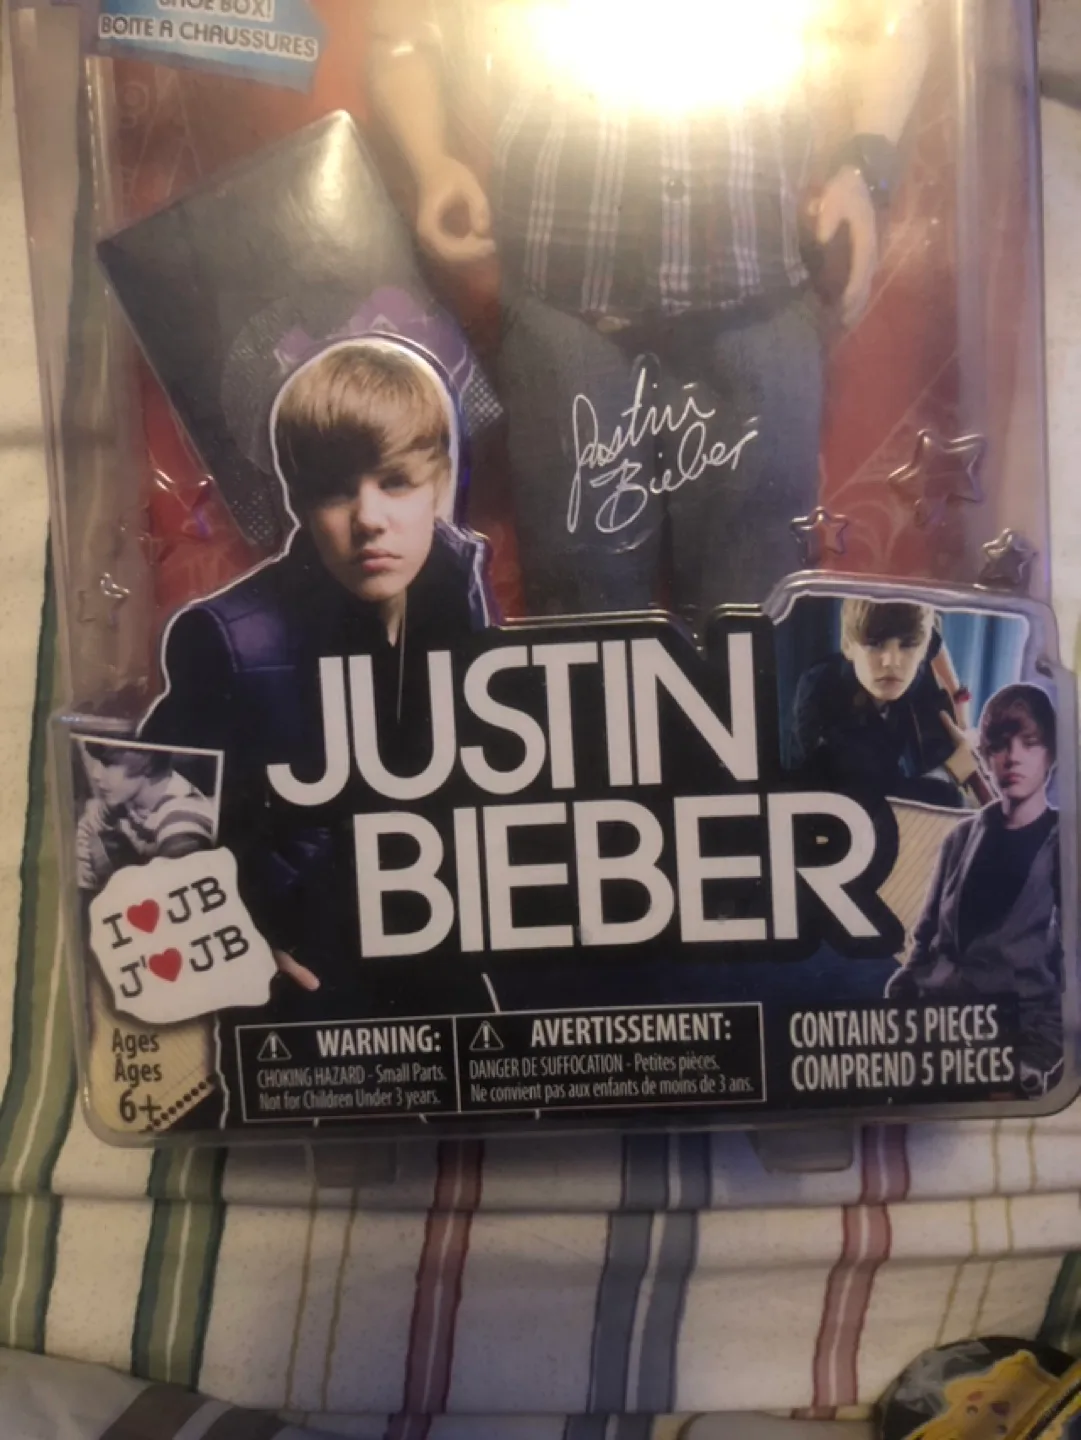 SHOE BOX!
BOITE A CHAUSSURES
Justin
Bieber
JUSTIN
BIEBER
I ♥ JB
J'♥ JB
Ages
Âges
6+
WARNING:
CHOKING HAZARD - Small Parts.
Not for Children Under 3 years.
AVERTISSEMENT:
DANGER DE SUFFOCATION - Petites pièces.
Ne convient pas aux enfants de moins de 3 ans.
CONTAINS 5 PIECES
COMPREND 5 PIÈCES